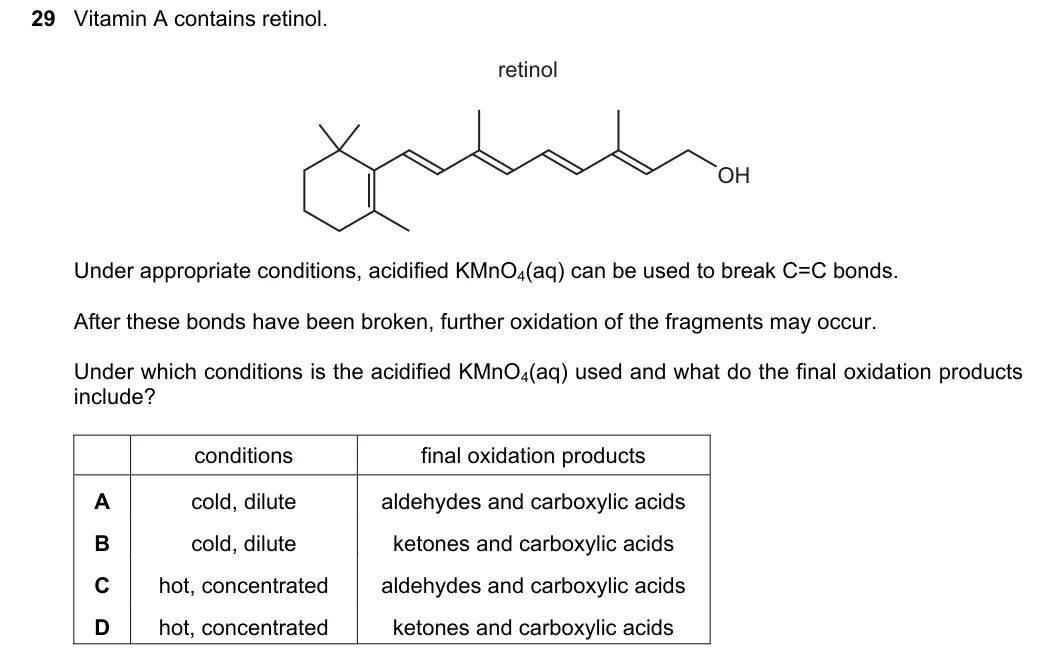 29 Vitamin A contains retinol.
retinol
OH
Under appropriate conditions, acidified KMnO₄(aq) can be used to break C=C bonds.
After these bonds have been broken, further oxidation of the fragments may occur.
Under which conditions is the acidified KMnO₄(aq) used and what do the final oxidation products
include?
conditions final oxidation products
A cold, dilute aldehydes and carboxylic acids
B cold, dilute ketones and carboxylic acids
C hot, concentrated aldehydes and carboxylic acids
D hot, concentrated ketones and carboxylic acids